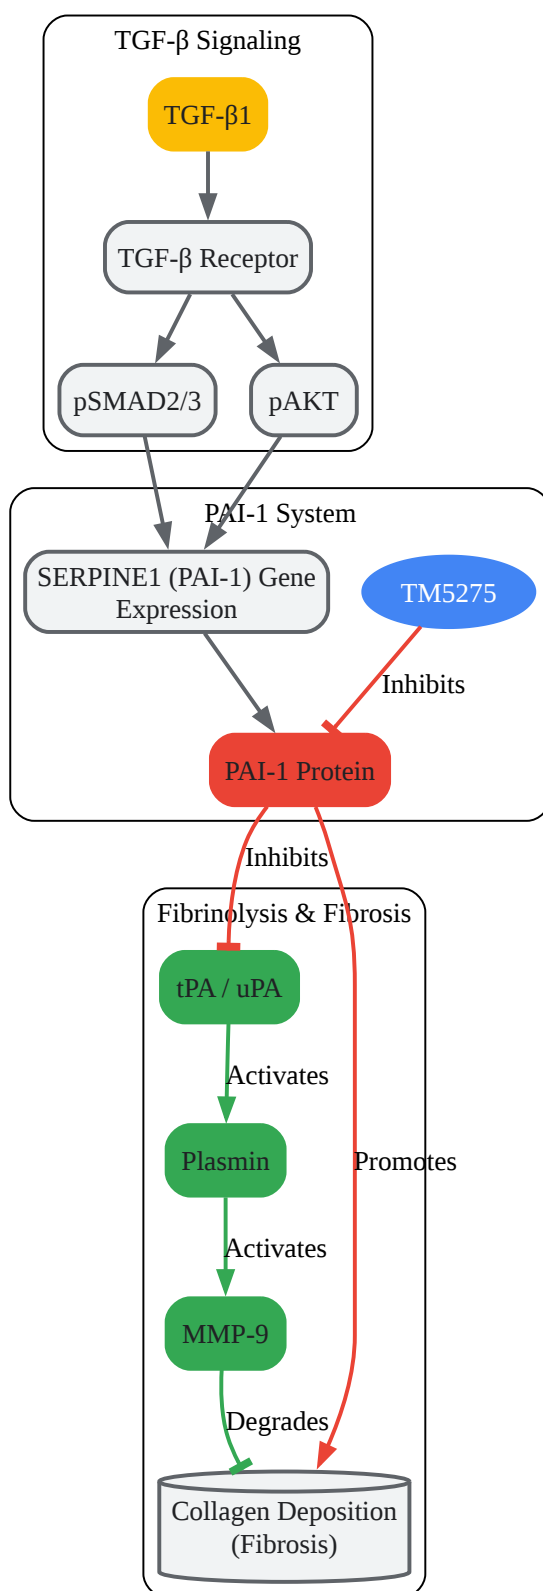 TGF-β Signaling
TGF-β1
TGF-β Receptor
pSMAD2/3
pAKT
PAI-1 System
SERPINE1 (PAI-1) Gene
Expression
TM5275
Inhibits
PAI-1 Protein
Inhibits
Fibrinolysis & Fibrosis
tPA / uPA
Activates
Plasmin
Promotes
Activates
MMP-9
Degrades
Collagen Deposition
(Fibrosis)